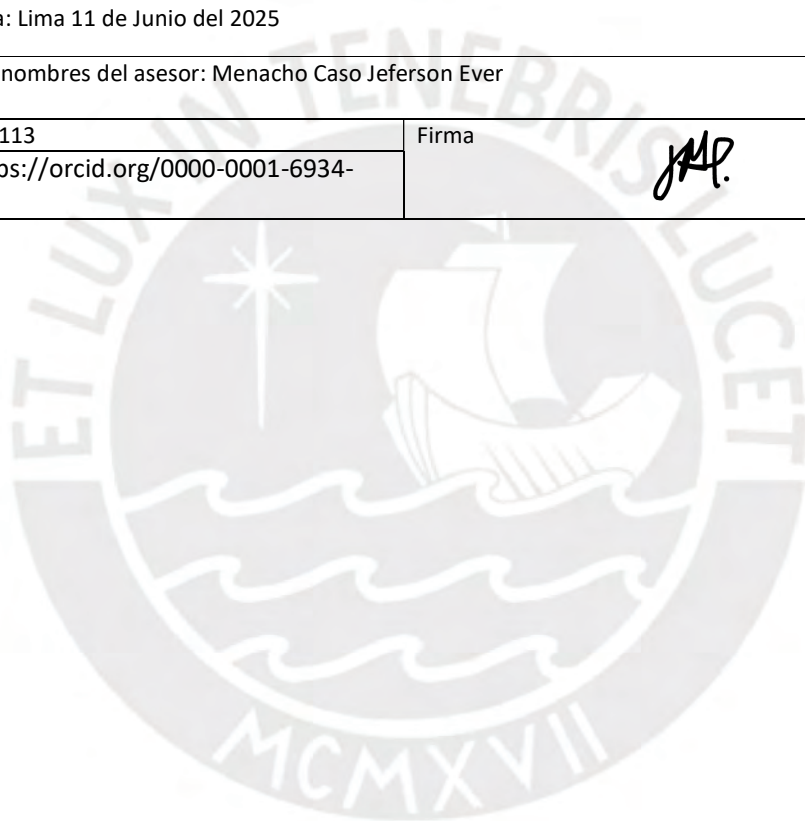 a: Lima 11 de Junio del 2025
nombres del asesor: Menacho Caso Jeferson Ever
113
Firma
ps://orcid.org/0000-0001-6934-
ET LUX IN TENEBRIS LUCET
MCMXVII